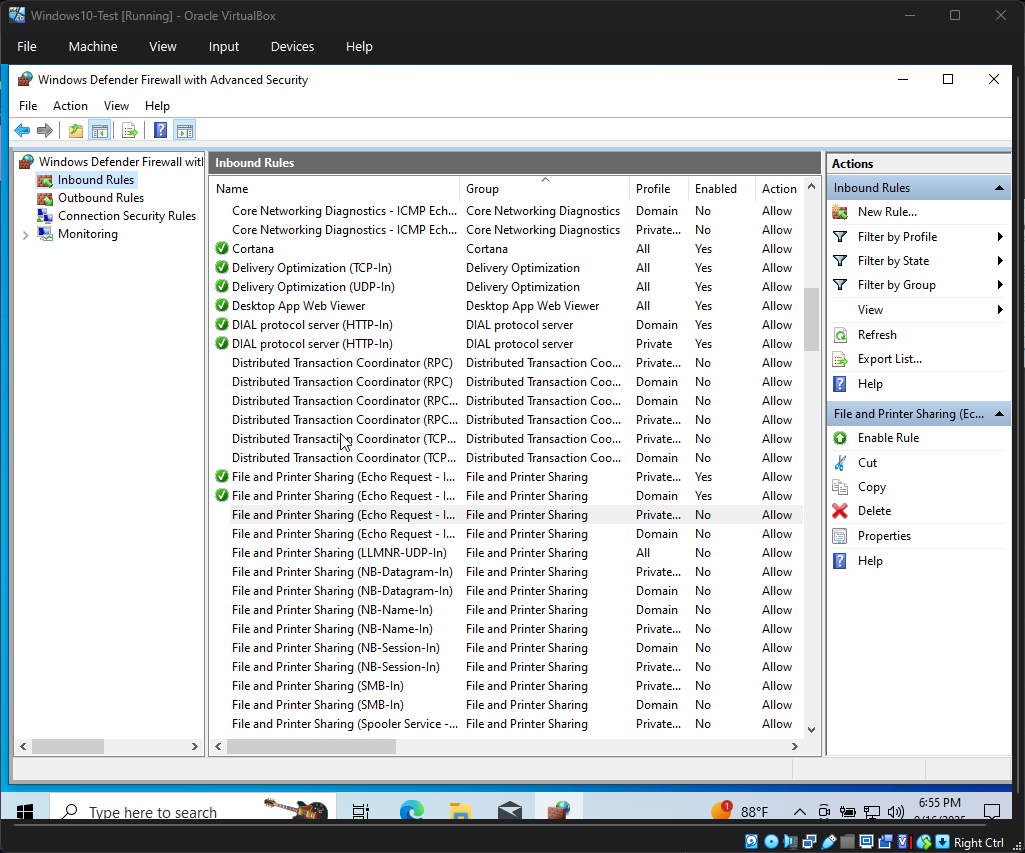 Windows10-Test [Running] - Oracle VirtualBox
File Machine View Input Devices Help
Windows Defender Firewall with Advanced Security
File Action View Help
Windows Defender Firewall witl
Inbound Rules
Outbound Rules
Connection Security Rules
Monitoring
Inbound Rules
Name Group Profile Enabled Action
Core Networking Diagnostics - ICMP Ech... Core Networking Diagnostics Domain No Allow
Core Networking Diagnostics - ICMP Ech... Core Networking Diagnostics Private... No Allow
Cortana Cortana All Yes Allow
Delivery Optimization (TCP-In) Delivery Optimization All Yes Allow
Delivery Optimization (UDP-In) Delivery Optimization All Yes Allow
Desktop App Web Viewer Desktop App Web Viewer All Yes Allow
DIAL protocol server (HTTP-In) DIAL protocol server Domain Yes Allow
DIAL protocol server (HTTP-In) DIAL protocol server Private Yes Allow
Distributed Transaction Coordinator (RPC) Distributed Transaction Coo... Private... No Allow
Distributed Transaction Coordinator (RPC) Distributed Transaction Coo... Domain No Allow
Distributed Transaction Coordinator (RPC... Distributed Transaction Coo... Domain No Allow
Distributed Transaction Coordinator (RPC... Distributed Transaction Coo... Private... No Allow
Distributed Transaction Coordinator (TCP... Distributed Transaction Coo... Private... No Allow
Distributed Transaction Coordinator (TCP... Distributed Transaction Coo... Domain No Allow
File and Printer Sharing (Echo Request - I... File and Printer Sharing Private... Yes Allow
File and Printer Sharing (Echo Request - I... File and Printer Sharing Domain Yes Allow
File and Printer Sharing (Echo Request - I... File and Printer Sharing Private... No Allow
File and Printer Sharing (Echo Request - I... File and Printer Sharing Domain No Allow
File and Printer Sharing (LLMNR-UDP-In) File and Printer Sharing All No Allow
File and Printer Sharing (NB-Datagram-In) File and Printer Sharing Private... No Allow
File and Printer Sharing (NB-Datagram-In) File and Printer Sharing Domain No Allow
File and Printer Sharing (NB-Name-In) File and Printer Sharing Domain No Allow
File and Printer Sharing (NB-Name-In) File and Printer Sharing Private... No Allow
File and Printer Sharing (NB-Session-In) File and Printer Sharing Domain No Allow
File and Printer Sharing (NB-Session-In) File and Printer Sharing Private... No Allow
File and Printer Sharing (SMB-In) File and Printer Sharing Private... No Allow
File and Printer Sharing (SMB-In) File and Printer Sharing Domain No Allow
File and Printer Sharing (Spooler Service -... File and Printer Sharing Private... No Allow
Actions
Inbound Rules
New Rule...
Filter by Profile
Filter by State
Filter by Group
View
Refresh
Export List...
Help
File and Printer Sharing (Ec...
Enable Rule
Cut
Copy
Delete
Properties
Help
Type here to search
1
88°F
6:55 PM
Right Ctrl